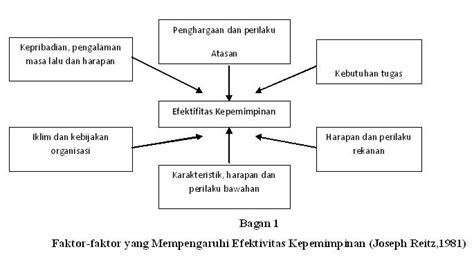 Penghargaan dan perilaku
Atasan
Kepribadian, pengalaman
masa lalu dan harapan
Kebutuhan tugas
Efektifitas Kepemimpinan
Iklim dan kebijakan
organisasi
Harapan dan perilaku
rekanan
Karakteristik, harapan dan
perilaku bawahan
Bagan 1
Faktor-faktor yang Mempengaruhi Efektivitas Kepemimpinan (Joseph Reitz,1981)